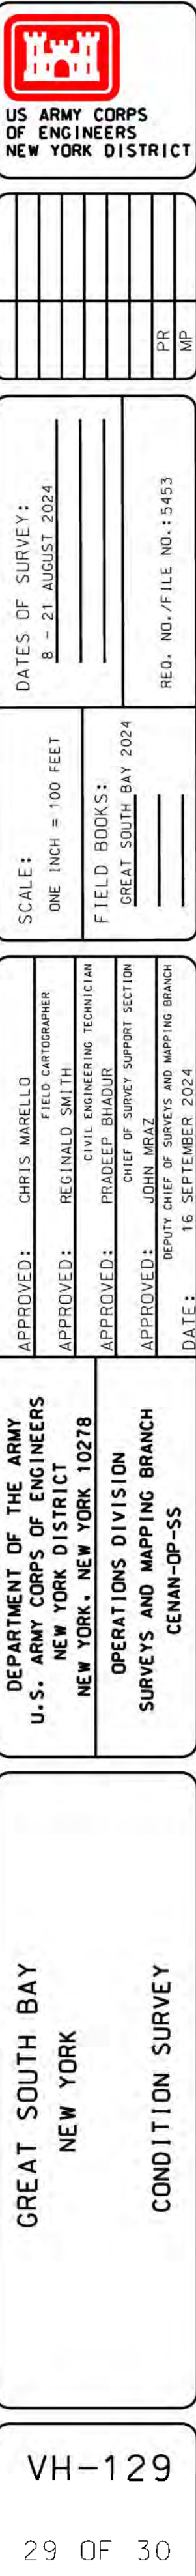 US ARMY CORPS
OF ENGINEERS
NEW YORK DISTRICT
PR
MP
DATES OF SURVEY:
8 - 21 AUGUST 2024
REQ. NO./FILE NO.: 5453
SCALE:
ONE INCH = 100 FEET
FIELD BOOKS:
GREAT SOUTH BAY 2024
APPROVED: CHRIS MARELLO
FIELD CARTOGRAPHER
APPROVED: REGINALD SMITH
CIVIL ENGINEERING TECHNICIAN
APPROVED: PRADEEP BHADUR
CHIEF OF SURVEY SUPPORT SECTION
APPROVED: JOHN MRAZ
DEPUTY CHIEF OF SURVEYS AND MAPPING BRANCH
DATE: 16 SEPTEMBER 2024
DEPARTMENT OF THE ARMY
U.S. ARMY CORPS OF ENGINEERS
NEW YORK DISTRICT
NEW YORK, NEW YORK 10278
OPERATIONS DIVISION
SURVEYS AND MAPPING BRANCH
CENAN-OP-SS
GREAT SOUTH BAY
NEW YORK
CONDITION SURVEY
VH-129
29 OF 30